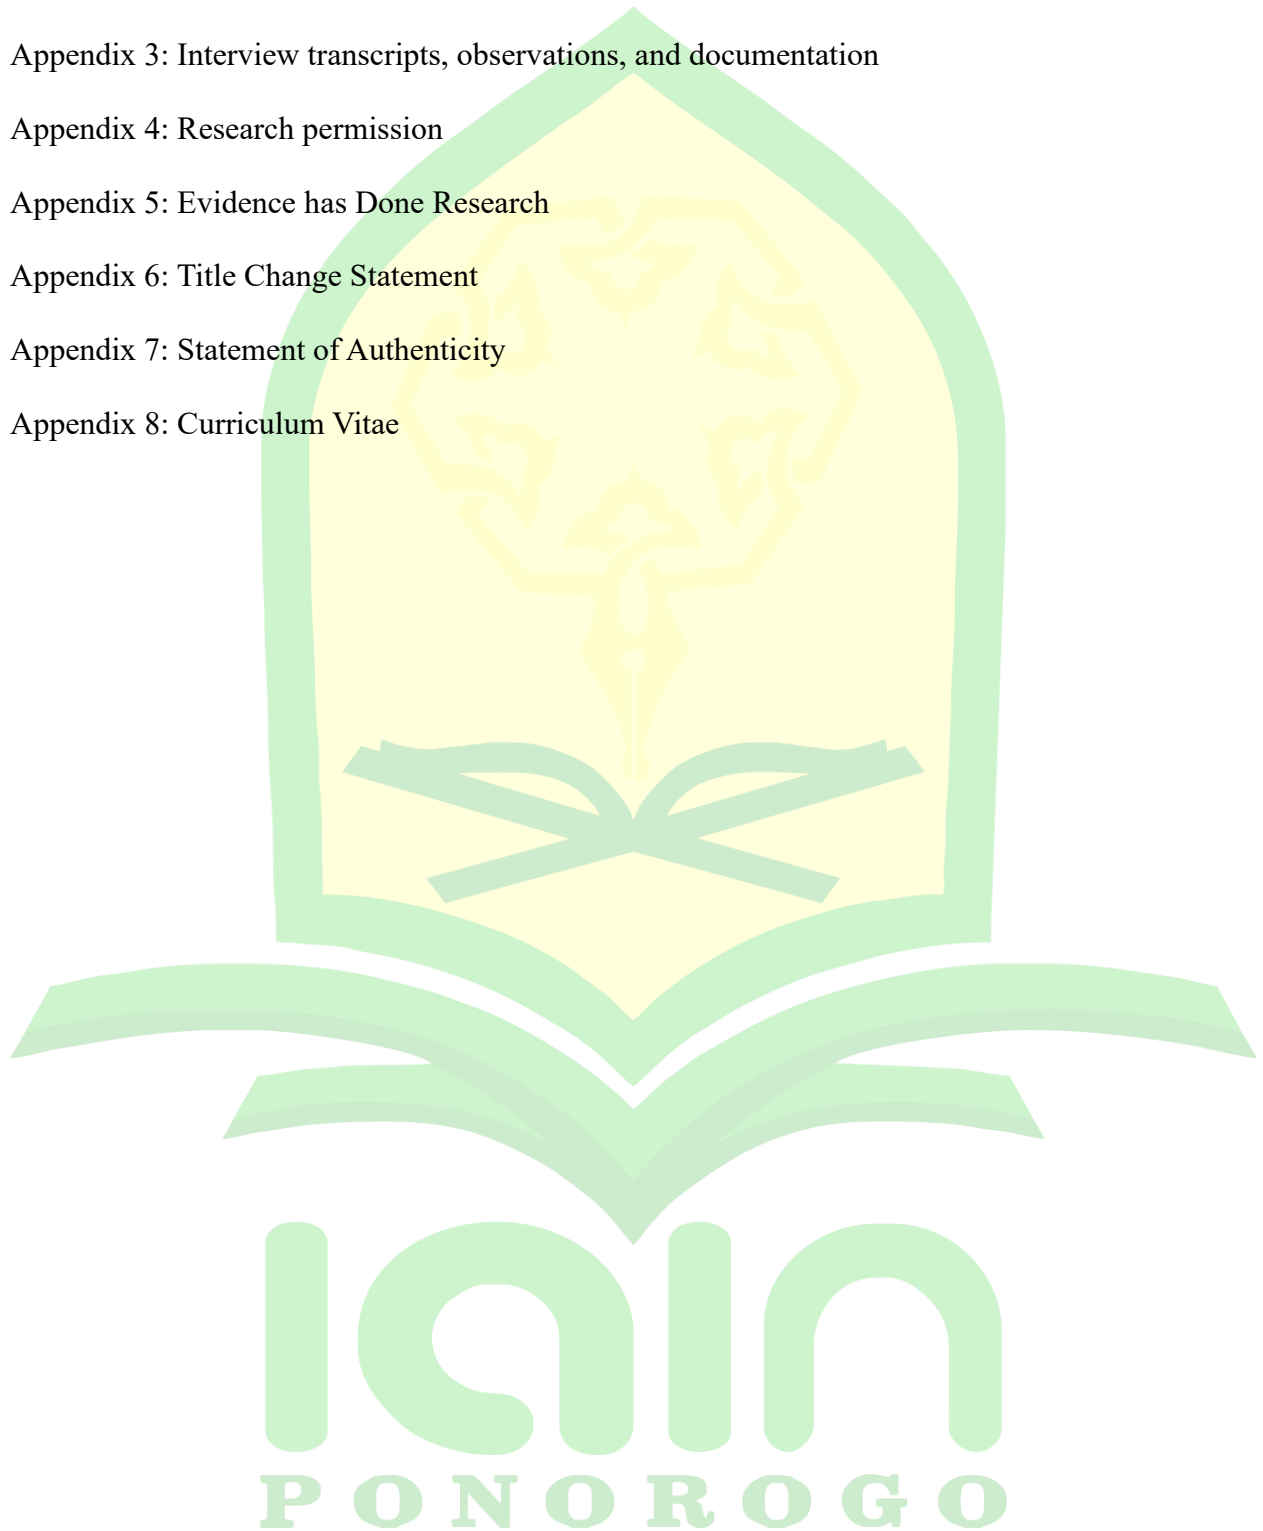 Appendix 3: Interview transcripts, observations, and documentation
Appendix 4: Research permission
Appendix 5: Evidence has Done Research
Appendix 6: Title Change Statement
Appendix 7: Statement of Authenticity
Appendix 8: Curriculum Vitae
iain
PONOROGO